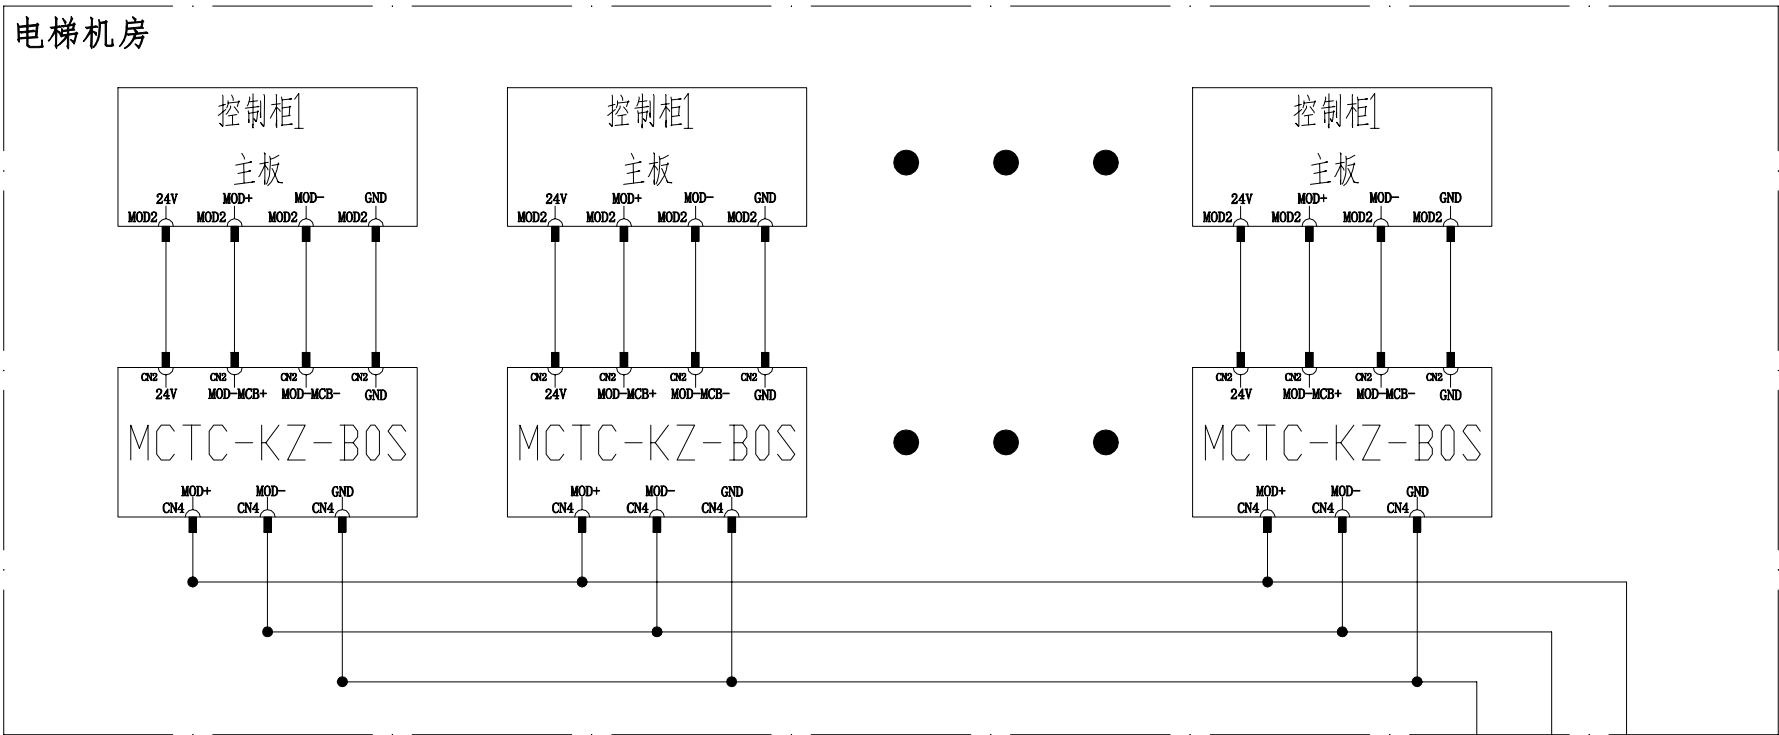 电梯机房
控制柜1
主板
24V MOD+ MOD- GND
MOD2 MOD2 MOD2 MOD2
控制柜1
主板
24V MOD+ MOD- GND
MOD2 MOD2 MOD2 MOD2
控制柜1
主板
24V MOD+ MOD- GND
MOD2 MOD2 MOD2 MOD2
CN2 CN2 CN2 CN2
24V MOD-MCB+ MOD-MCB- GND
MCTC-KZ-BOS
MOD+ MOD- GND
CN4 CN4 CN4
CN2 CN2 CN2 CN2
24V MOD-MCB+ MOD-MCB- GND
MCTC-KZ-BOS
MOD+ MOD- GND
CN4 CN4 CN4
CN2 CN2 CN2 CN2
24V MOD-MCB+ MOD-MCB- GND
MCTC-KZ-BOS
MOD+ MOD- GND
CN4 CN4 CN4